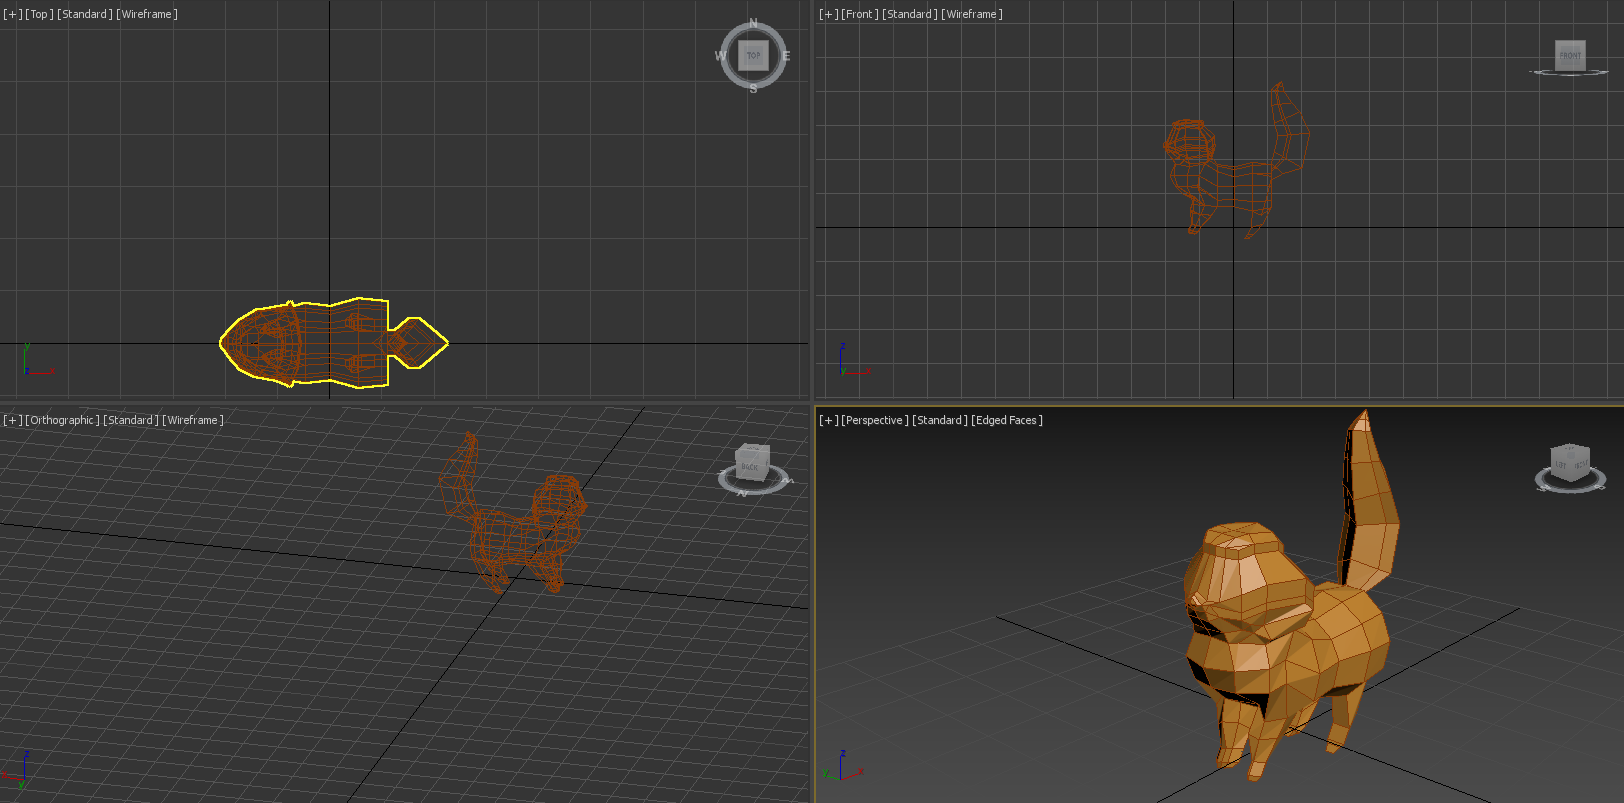 [+] [Top] [Standard] [Wireframe]
N
W TOP E
S
y
z x
[+] [Front] [Standard] [Wireframe]
FRONT
z
y x
[+] [Orthographic] [Standard] [Wireframe]
BACK
z
x
y
[+] [Perspective] [Standard] [Edged Faces]
z
y x